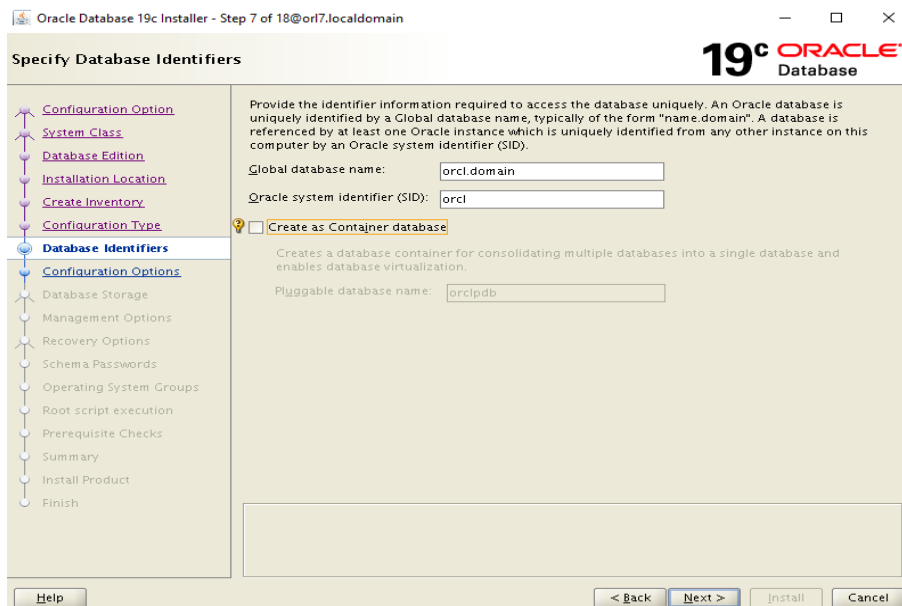 Oracle Database 19c Installer - Step 7 of 18@orl7.localdomain
Specify Database Identifiers
19c ORACLE
Database
Configuration Option
System Class
Database Edition
Installation Location
Create Inventory
Configuration Type
Database Identifiers
Configuration Options
Database Storage
Management Options
Recovery Options
Schema Passwords
Operating System Groups
Root script execution
Prerequisite Checks
Summary
Install Product
Finish
Provide the identifier information required to access the database uniquely. An Oracle database is
uniquely identified by a Global database name, typically of the form "name.domain". A database is
referenced by at least one Oracle instance which is uniquely identified from any other instance on this
computer by an Oracle system identifier (SID).
Global database name: orcl.domain
Oracle system identifier (SID): orcl
Create as Container database
Creates a database container for consolidating multiple databases into a single database and
enables database virtualization.
Pluggable database name: orclpdb
Help
< Back Next > Install Cancel